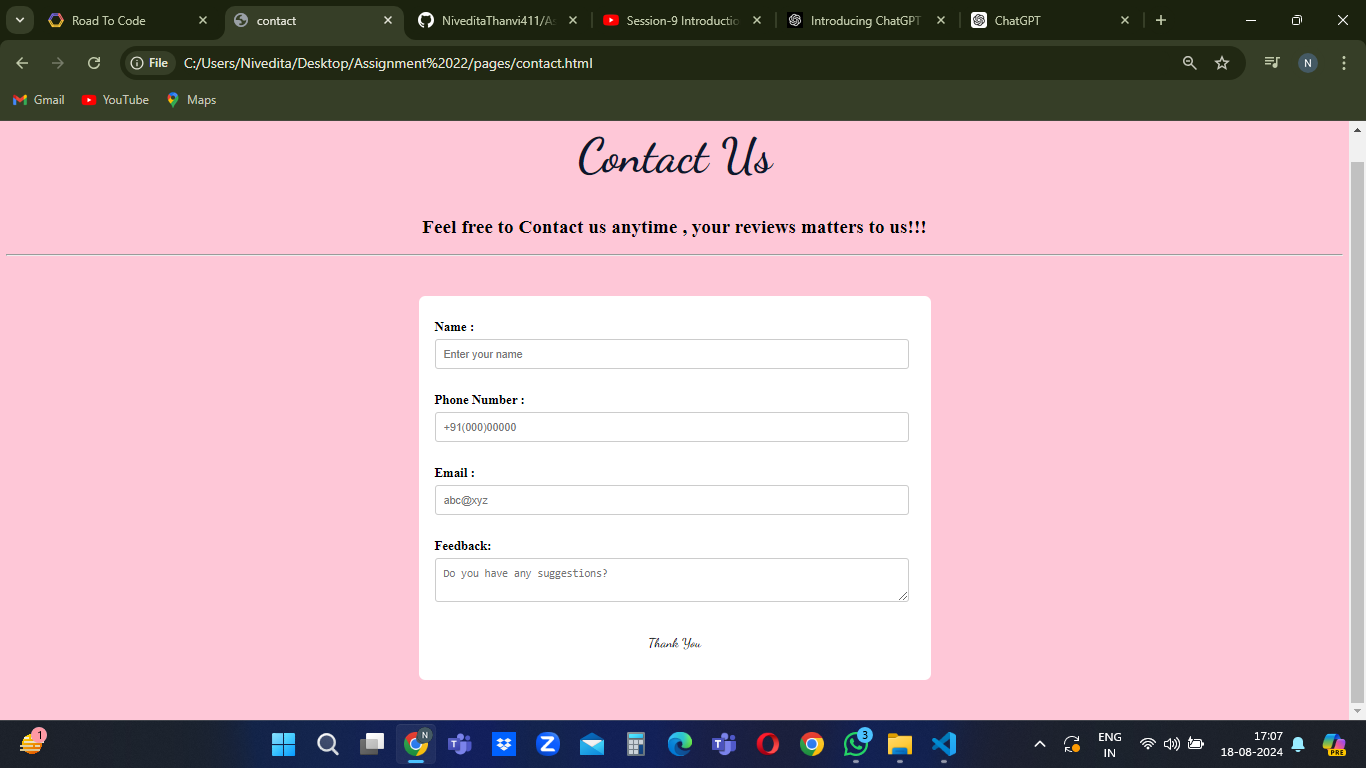 Road To Code
contact
NiveditaThanvi411/As
Session-9 Introductio
Introducing ChatGPT
ChatGPT
File
C:/Users/Nivedita/Desktop/Assignment%2022/pages/contact.html
N
Gmail
YouTube
Maps
Contact Us
Feel free to Contact us anytime , your reviews matters to us!!!
Name :
Enter your name
Phone Number :
+91(000)00000
Email :
abc@xyz
Feedback:
Do you have any suggestions?
Thank You
1
N
3
ENG
IN
17:07
18-08-2024
PRE